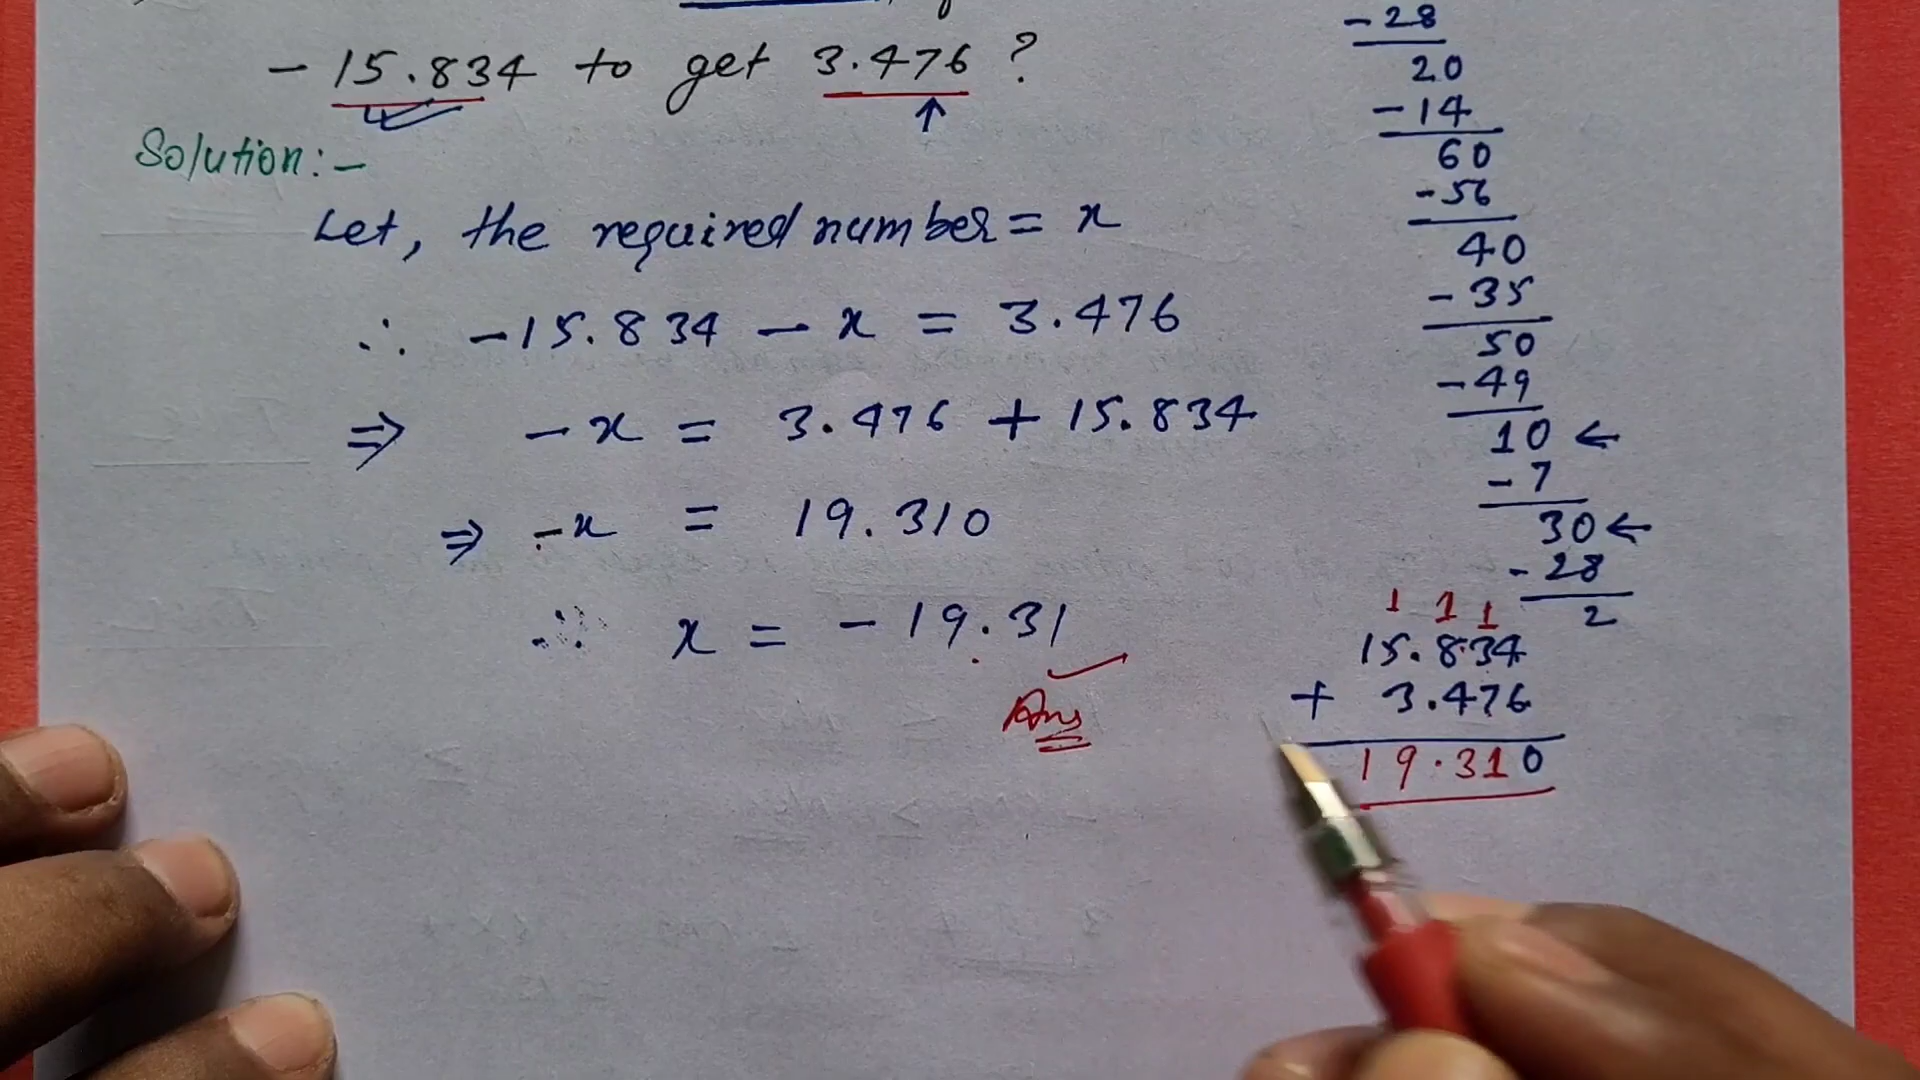 - 15.834 to get 3.476 ?
Solution:-
Let, the required number = x
∴ -15.834 - x = 3.476
⇒ -x = 3.476 + 15.834
⇒ -x = 19.310
∴ x = - 19.31
Ans
- 28
20
- 14
60
- 56
40
- 35
50
- 49
10 ←
- 7
30 ←
- 28
2
1 1 1
15.834
+ 3.476
19.310